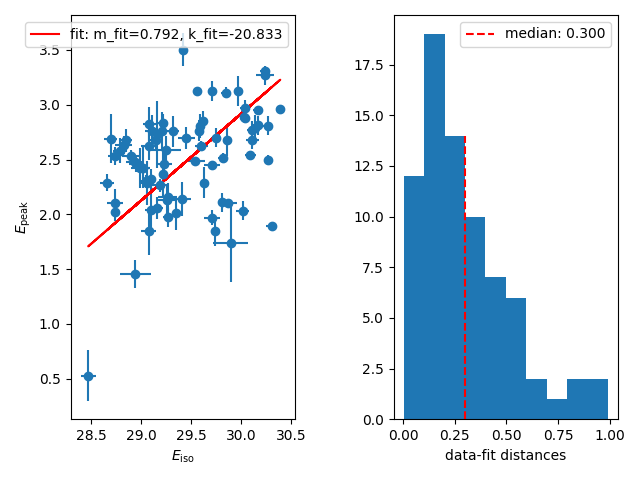 fit: m_fit=0.792, k_fit=-20.833
3.5
3.0
2.5
2.0
1.5
1.0
0.5
E_peak
28.5 29.0 29.5 30.0 30.5
E_iso
median: 0.300
17.5
15.0
12.5
10.0
7.5
5.0
2.5
0.0
0.00 0.25 0.50 0.75 1.00
data-fit distances